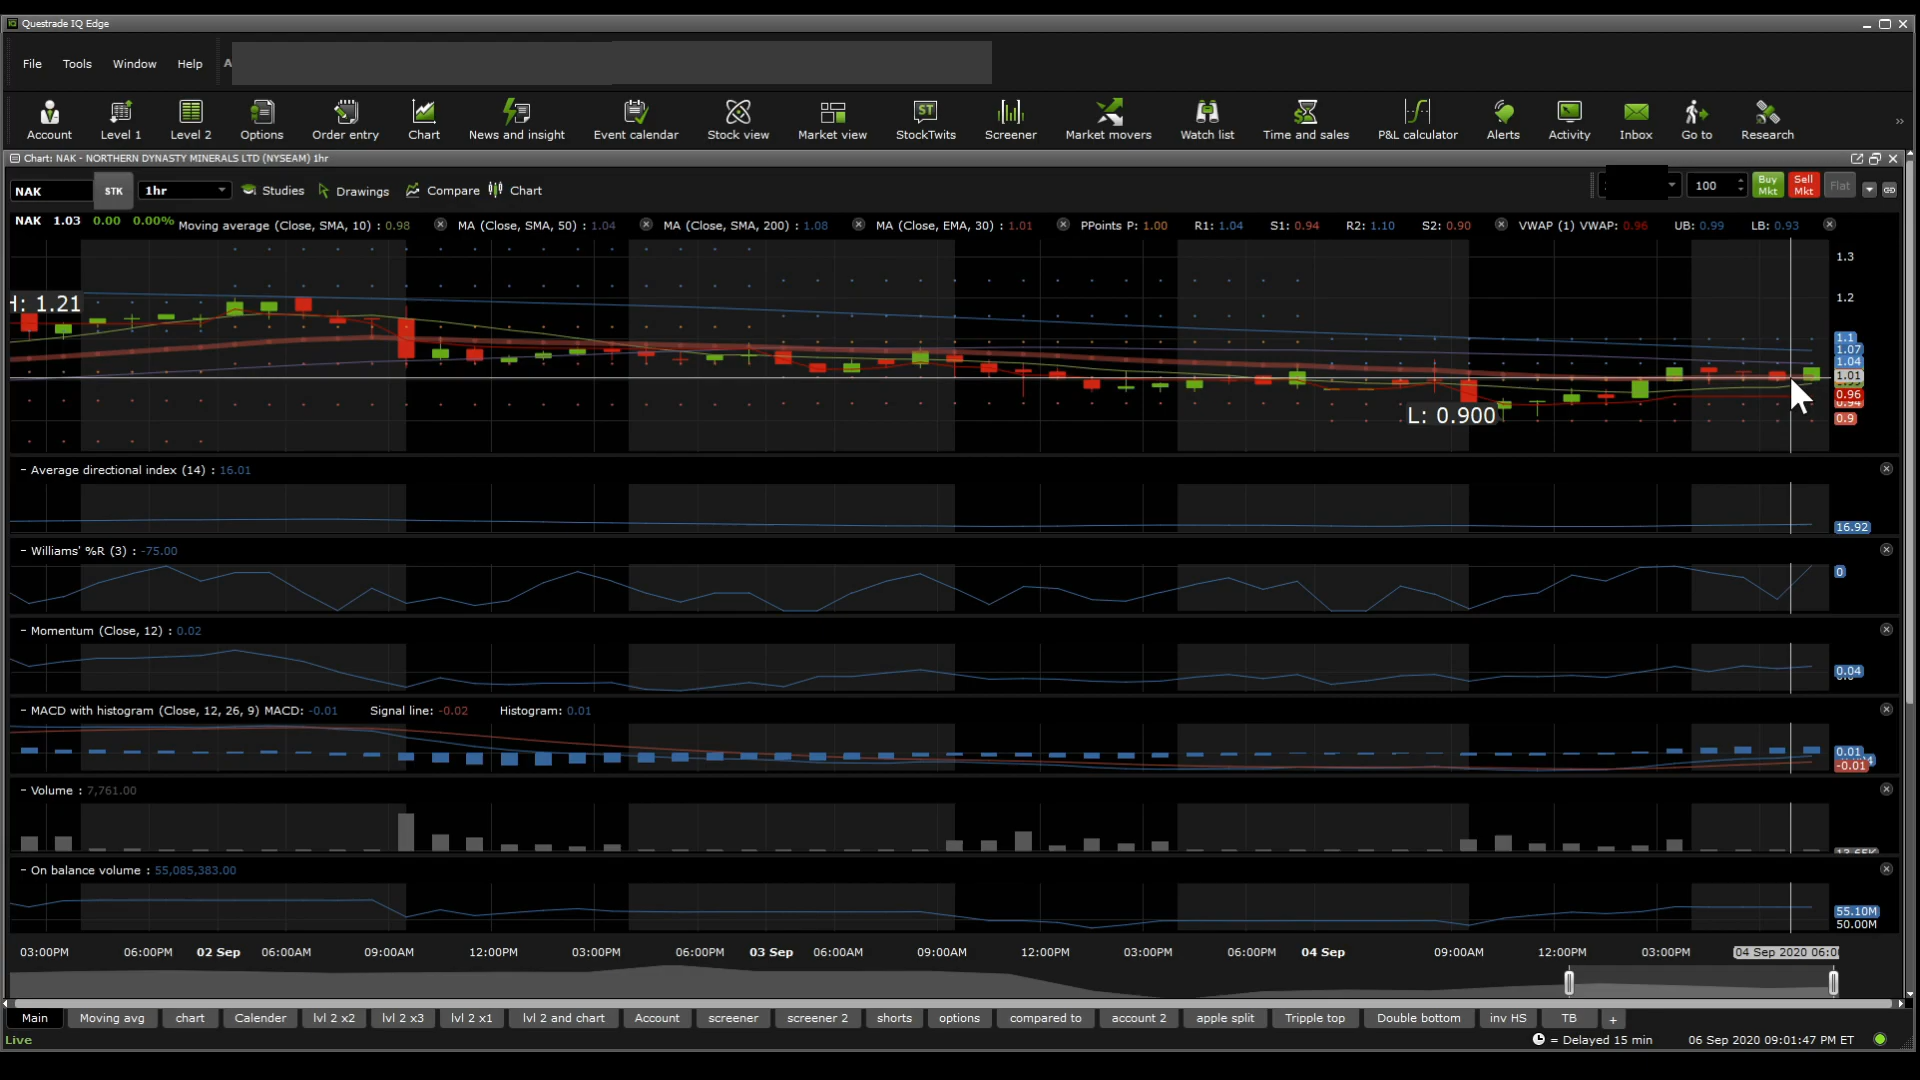 Questrade IQ Edge
File Tools Window Help A
Account Level 1 Level 2 Options Order entry Chart News and insight Event calendar Stock view Market view StockTwits Screener Market movers Watch list Time and sales P&L calculator Alerts Activity Inbox Go to Research
Chart: NAK - NORTHERN DYNASTY MINERALS LTD (NYSEAM) 1hr
NAK STK 1hr Studies Drawings Compare Chart 100 Buy Mkt Sell Mkt Flat
NAK 1.03 0.00 0.00% Moving average (Close, SMA, 10) : 0.98 MA (Close, SMA, 50) : 1.04 MA (Close, SMA, 200) : 1.08 MA (Close, EMA, 30) : 1.01 PPoints P: 1.00 R1: 1.04 S1: 0.94 R2: 1.10 S2: 0.90 VWAP (1) VWAP: 0.96 UB: 0.99 LB: 0.93
1.3
1.2
H: 1.21
1.1
1.07
1.04
1.01
0.96
0.94
0.9
L: 0.900
- Average directional index (14) : 16.01
16.92
- Williams' %R (3) : -75.00
0
- Momentum (Close, 12) : 0.02
0.04
- MACD with histogram (Close, 12, 26, 9) MACD: -0.01 Signal line: -0.02 Histogram: 0.01
0.01
-0.01
- Volume : 7,761.00
13.65K
- On balance volume : 55,085,383.00
55.10M
50.00M
03:00PM 06:00PM 02 Sep 06:00AM 09:00AM 12:00PM 03:00PM 06:00PM 03 Sep 06:00AM 09:00AM 12:00PM 03:00PM 06:00PM 04 Sep 09:00AM 12:00PM 03:00PM 04 Sep 2020 06:00
Main Moving avg chart Calender lvl 2 x2 lvl 2 x3 lvl 2 x1 lvl 2 and chart Account screener screener 2 shorts options compared to account 2 apple split Tripple top Double bottom inv HS TB +
Live = Delayed 15 min 06 Sep 2020 09:01:47 PM ET